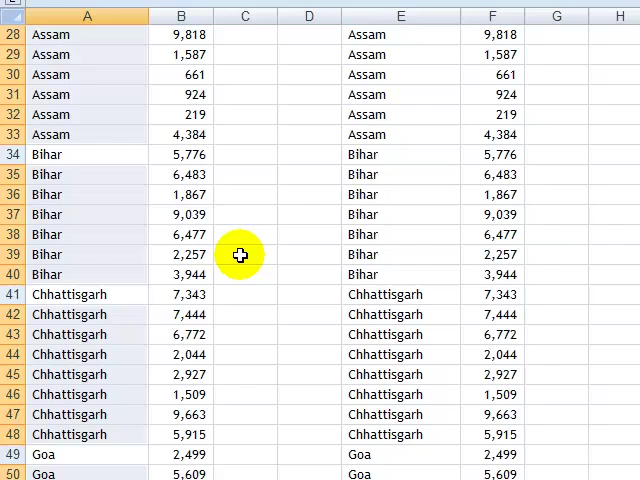 A B C D E F G H
28 Assam 9,818 Assam 9,818
29 Assam 1,587 Assam 1,587
30 Assam 661 Assam 661
31 Assam 924 Assam 924
32 Assam 219 Assam 219
33 Assam 4,384 Assam 4,384
34 Bihar 5,776 Bihar 5,776
35 Bihar 6,483 Bihar 6,483
36 Bihar 1,867 Bihar 1,867
37 Bihar 9,039 Bihar 9,039
38 Bihar 6,477 Bihar 6,477
39 Bihar 2,257 Bihar 2,257
40 Bihar 3,944 Bihar 3,944
41 Chhattisgarh 7,343 Chhattisgarh 7,343
42 Chhattisgarh 7,444 Chhattisgarh 7,444
43 Chhattisgarh 6,772 Chhattisgarh 6,772
44 Chhattisgarh 2,044 Chhattisgarh 2,044
45 Chhattisgarh 2,927 Chhattisgarh 2,927
46 Chhattisgarh 1,509 Chhattisgarh 1,509
47 Chhattisgarh 9,663 Chhattisgarh 9,663
48 Chhattisgarh 5,915 Chhattisgarh 5,915
49 Goa 2,499 Goa 2,499
50 Goa 5,609 Goa 5,609